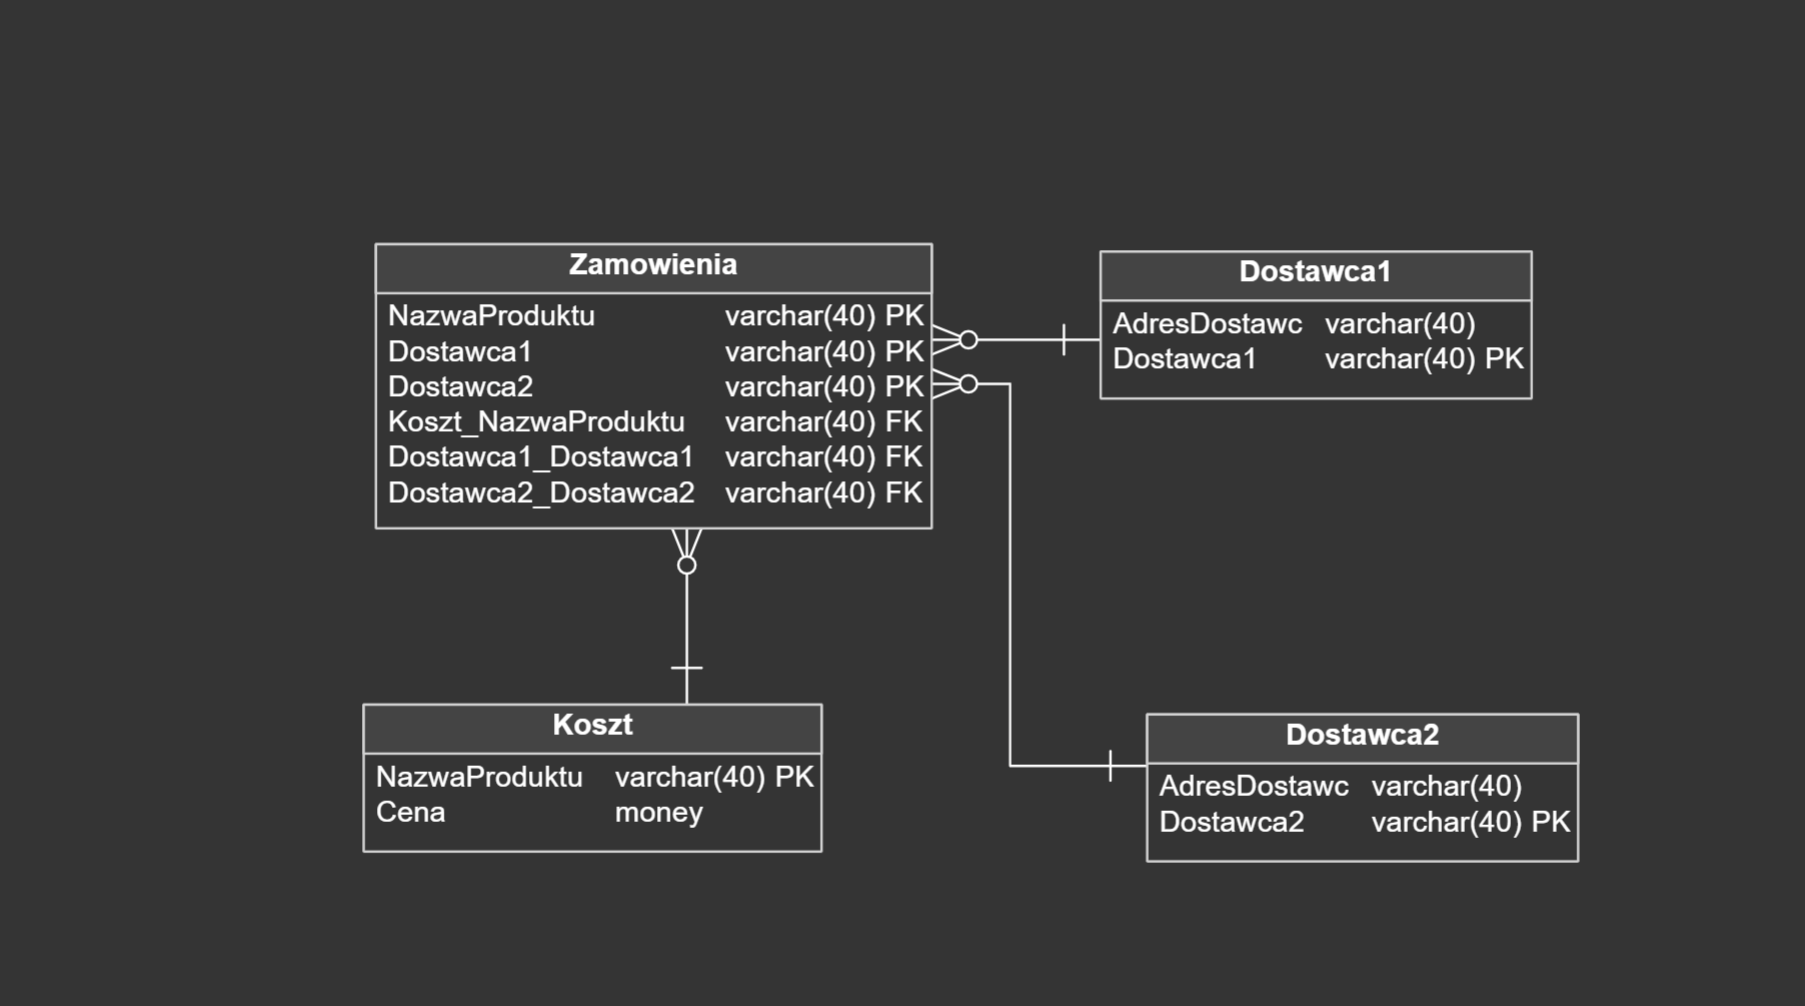 Zamowienia
NazwaProduktu varchar(40) PK
Dostawca1 varchar(40) PK
Dostawca2 varchar(40) PK
Koszt_NazwaProduktu varchar(40) FK
Dostawca1_Dostawca1 varchar(40) FK
Dostawca2_Dostawca2 varchar(40) FK
Dostawca1
AdresDostawc varchar(40)
Dostawca1 varchar(40) PK
Koszt
NazwaProduktu varchar(40) PK
Cena money
Dostawca2
AdresDostawc varchar(40)
Dostawca2 varchar(40) PK